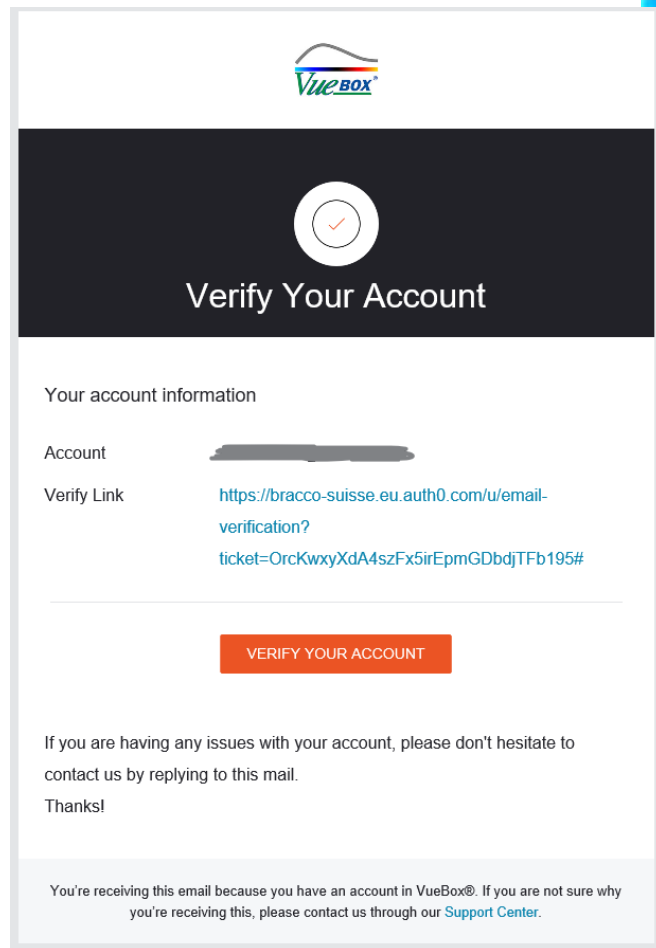 VUEBOX®
Verify Your Account
Your account information
Account
Verify Link https://bracco-suisse.eu.auth0.com/u/email-
verification?
ticket=OrcKwxyXdA4szFx5irEpmGDbdjTFb195#
VERIFY YOUR ACCOUNT
If you are having any issues with your account, please don't hesitate to
contact us by replying to this mail.
Thanks!
You're receiving this email because you have an account in VueBox®. If you are not sure why
you're receiving this, please contact us through our Support Center.